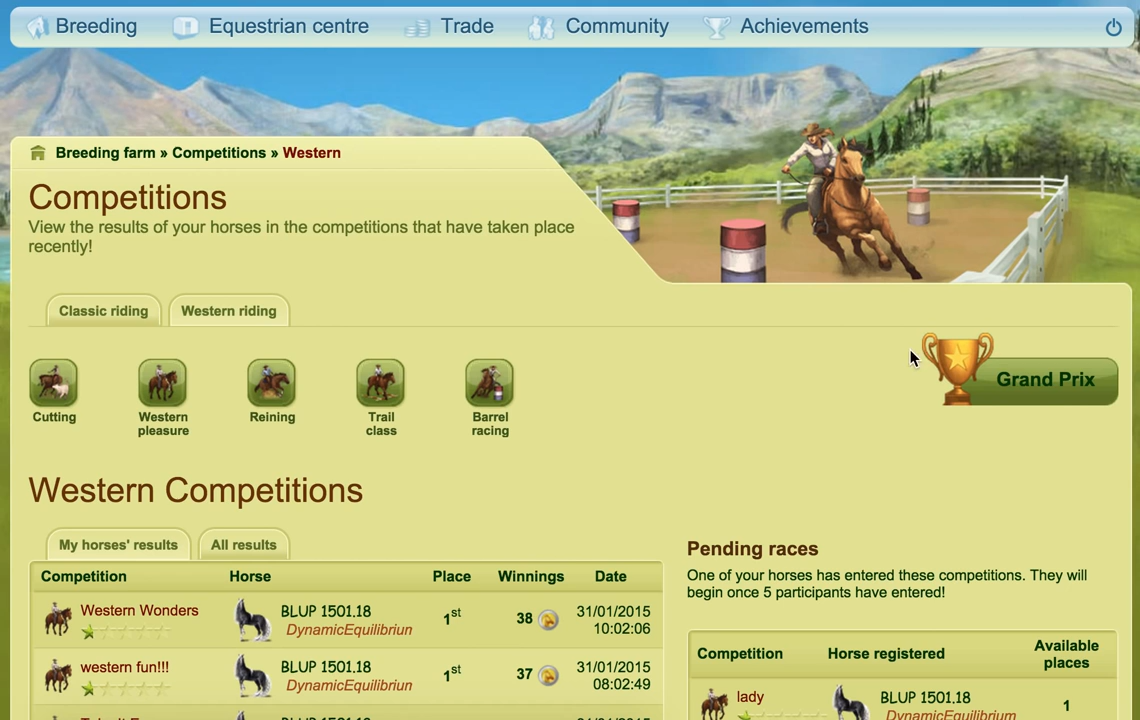 Breeding Equestrian centre Trade Community Achievements
Breeding farm » Competitions » Western
Competitions
View the results of your horses in the competitions that have taken place
recently!
Classic riding Western riding
Grand Prix
Cutting Western pleasure Reining Trail class Barrel racing
Western Competitions
My horses' results All results
Competition Horse Place Winnings Date
Western Wonders BLUP 1501.18 1st 38 31/01/2015
DynamicEquilibriun 10:02:06
western fun!!! BLUP 1501.18 1st 37 31/01/2015
DynamicEquilibriun 08:02:49
Pending races
One of your horses has entered these competitions. They will
begin once 5 participants have entered!
Competition Horse registered Available places
lady BLUP 1501.18 1
DynamicEquilibriun